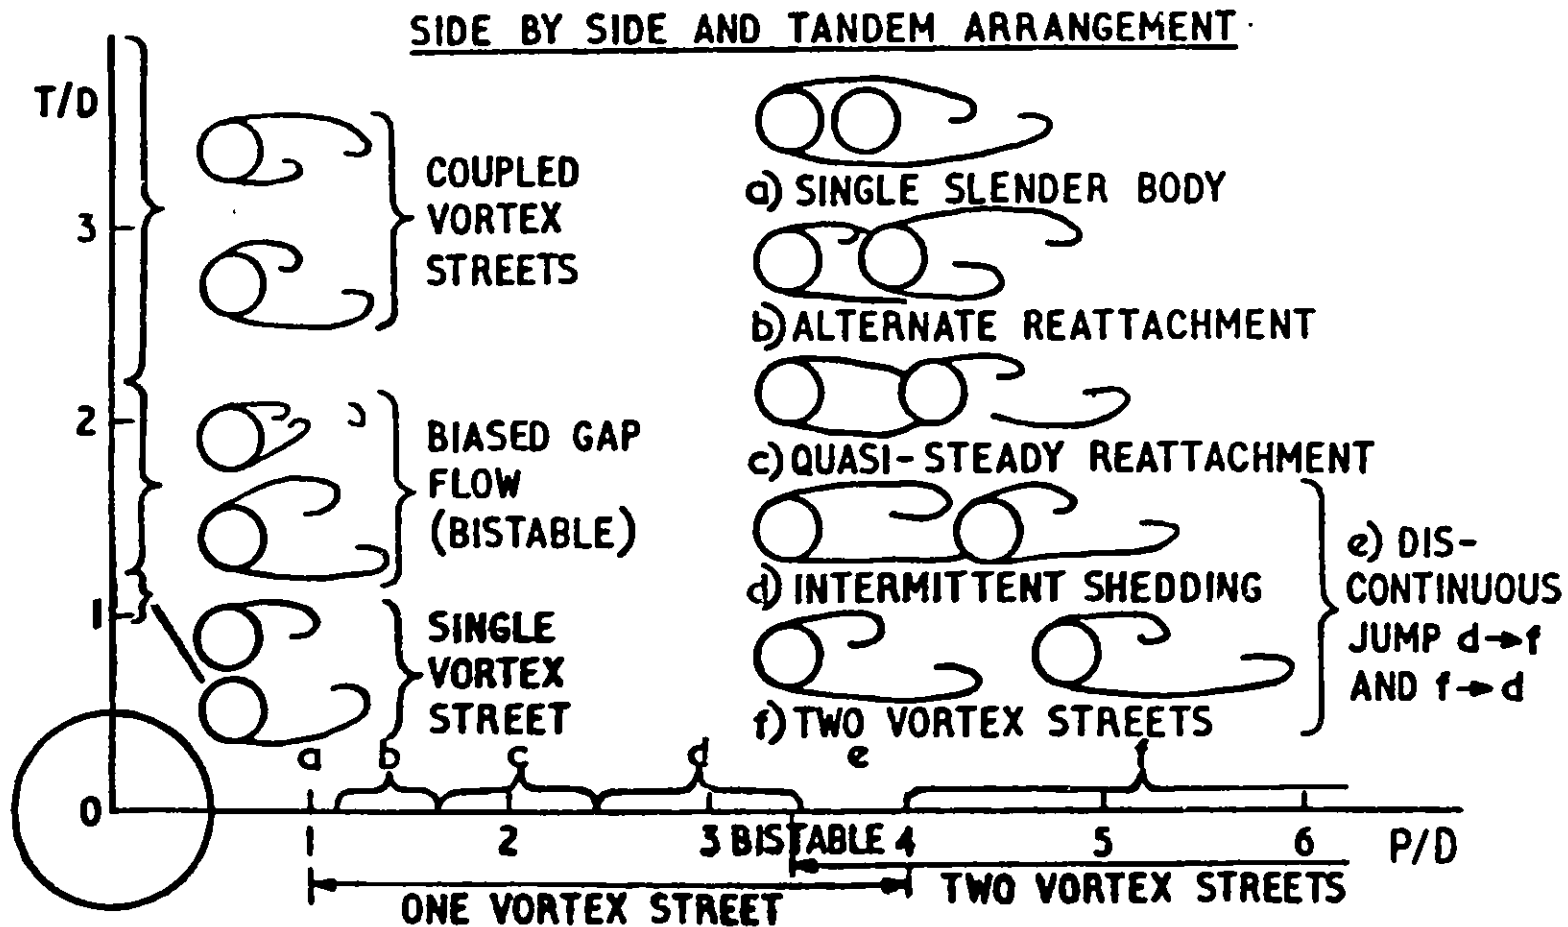 SIDE BY SIDE AND TANDEM ARRANGEMENT
T/D
3
2
1
0
COUPLED
VORTEX
STREETS
BIASED GAP
FLOW
(BISTABLE)
SINGLE
VORTEX
STREET
a) SINGLE SLENDER BODY
b) ALTERNATE REATTACHMENT
c) QUASI-STEADY REATTACHMENT
d) INTERMITTENT SHEDDING
f) TWO VORTEX STREETS
e) DIS-
CONTINUOUS
JUMP d→f
AND f→d
a b c d e f
1 2 3 BISTABLE 4 5 6 P/D
ONE VORTEX STREET
TWO VORTEX STREETS